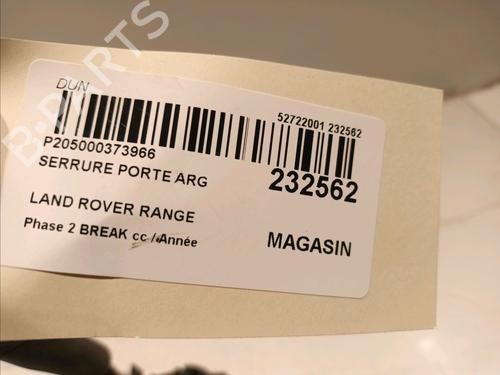 DUN
52722001 232562
P205000373966
SERRURE PORTE ARG
232562
LAND ROVER RANGE
Phase 2 BREAK cc / Année
MAGASIN
B-PARTS